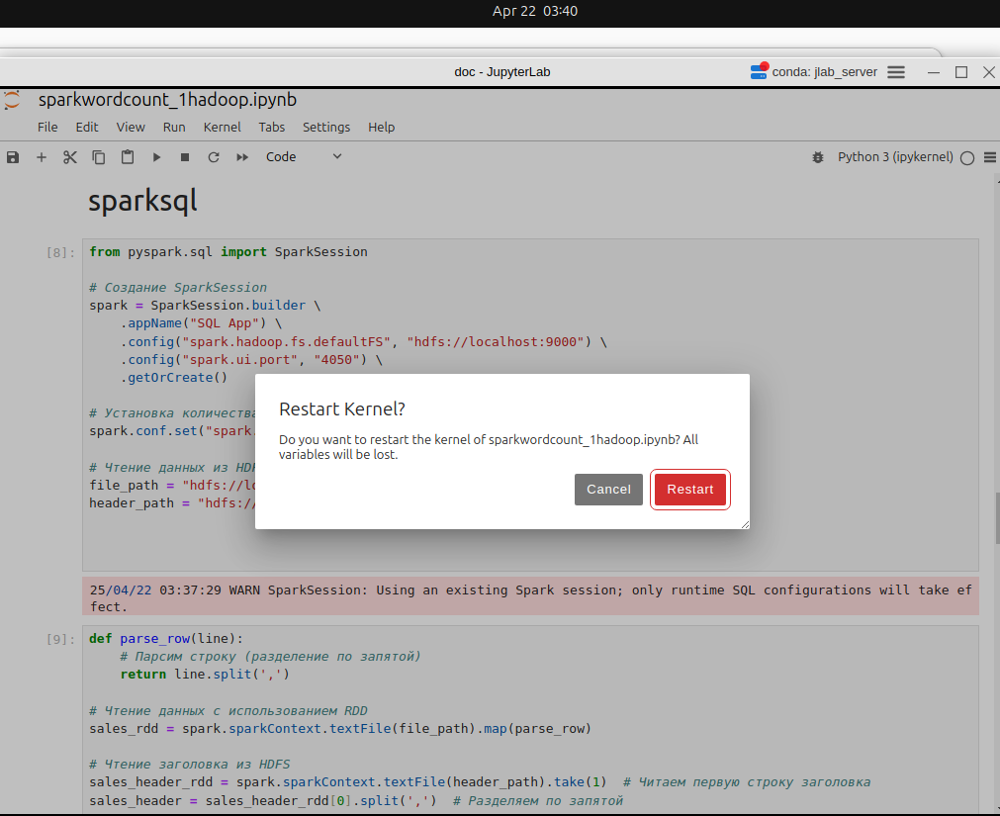 Apr 22 03:40
doc - JupyterLab
conda: jlab_server
sparkwordcount_1hadoop.ipynb
File Edit View Run Kernel Tabs Settings Help
Code
Python 3 (ipykernel)
sparksql
[8]:
from pyspark.sql import SparkSession
# Создание SparkSession
spark = SparkSession.builder \
.appName("SQL App") \
.config("spark.hadoop.fs.defaultFS", "hdfs://localhost:9000") \
.config("spark.ui.port", "4050") \
.getOrCreate()
# Установка количества
spark.conf.set("spark.
# Чтение данных из HDF
file_path = "hdfs://lo
header_path = "hdfs:/
Restart Kernel?
Do you want to restart the kernel of sparkwordcount_1hadoop.ipynb? All
variables will be lost.
Cancel Restart
25/04/22 03:37:29 WARN SparkSession: Using an existing Spark session; only runtime SQL configurations will take ef
fect.
[9]:
def parse_row(line):
# Парсим строку (разделение по запятой)
return line.split(',')
# Чтение данных с использованием RDD
sales_rdd = spark.sparkContext.textFile(file_path).map(parse_row)
# Чтение заголовка из HDFS
sales_header_rdd = spark.sparkContext.textFile(header_path).take(1) # Читаем первую строку заголовка
sales_header = sales_header_rdd[0].split(',') # Разделяем по запятой